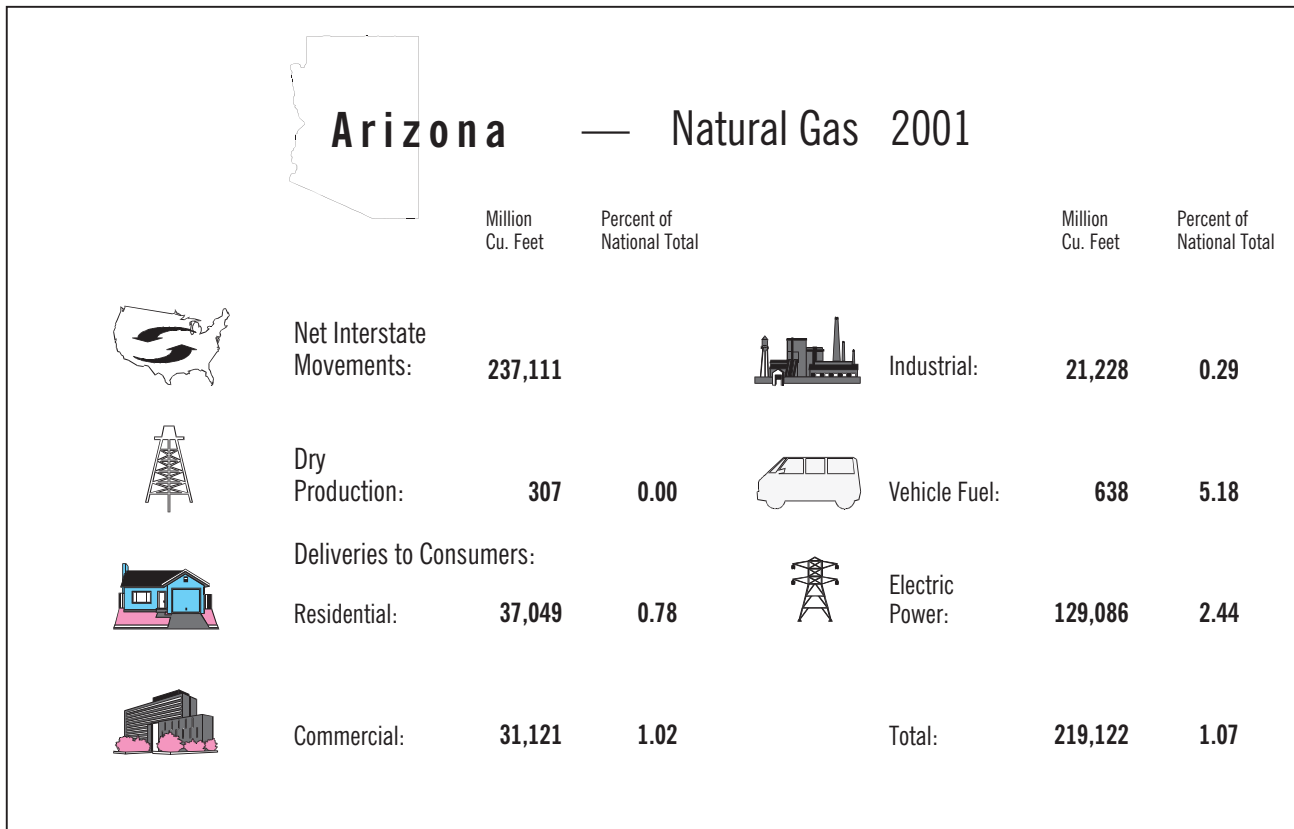 Arizona — Natural Gas 2001
Million Percent of
Cu. Feet National Total
Net Interstate
Movements: 237,111
Dry
Production: 307 0.00
Deliveries to Consumers:
Residential: 37,049 0.78
Commercial: 31,121 1.02
Million Percent of
Cu. Feet National Total
Industrial: 21,228 0.29
Vehicle Fuel: 638 5.18
Electric
Power: 129,086 2.44
Total: 219,122 1.07